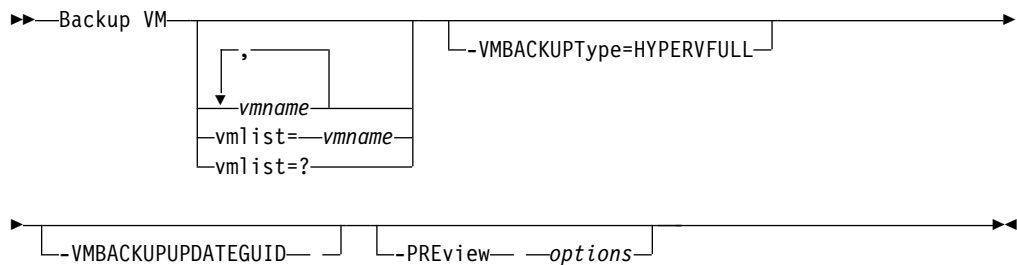 Backup VM
,
-VMBACKUPType=HYPERVFULL
vmname
vmlist= vmname
vmlist=?
-VMBACKUPUPDATEGUID
-PREview options